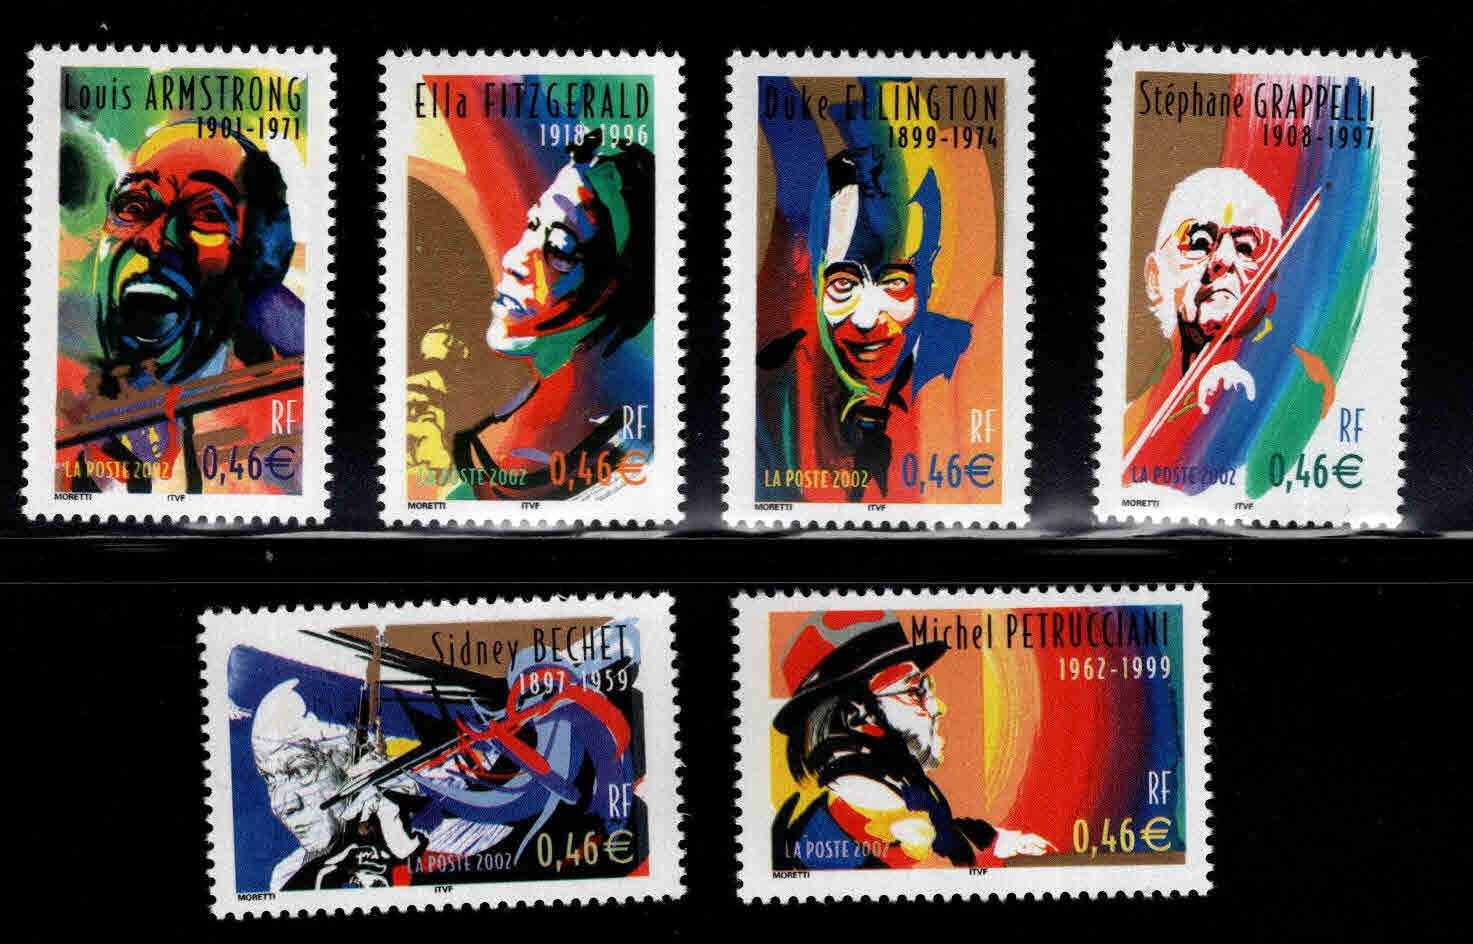 Louis ARMSTRONG
1901-1971
RF
LA POSTE 2002 0,46€
MORETTI ITVF
Ella FITZGERALD
1918-1996
RF
LA POSTE 2002 0,46€
MORETTI ITVF
Duke ELLINGTON
1899-1974
RF
LA POSTE 2002 0,46€
MORETTI ITVF
Stéphane GRAPPELLI
1908-1997
RF
LA POSTE 2002 0,46€
MORETTI ITVF
Sidney BECHET
1897-1959
RF
LA POSTE 2002 0,46€
MORETTI ITVF
Michel PETRUCCIANI
1962-1999
RF
LA POSTE 2002 0,46€
MORETTI ITVF